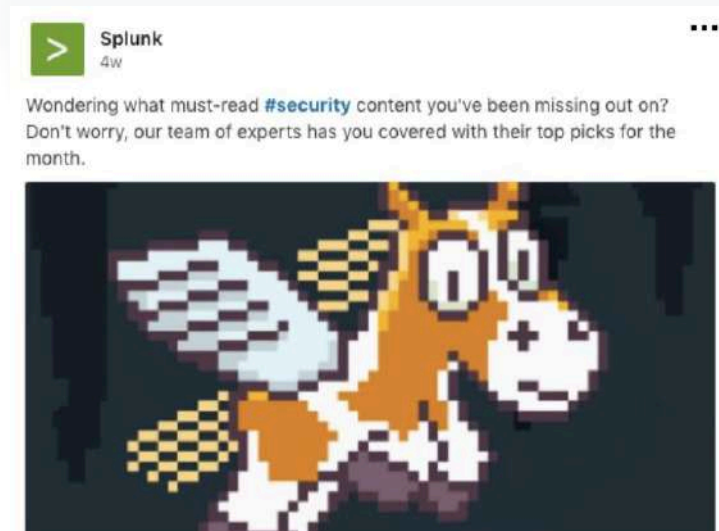 Splunk
4w
Wondering what must-read #security content you've been missing out on?
Don't worry, our team of experts has you covered with their top picks for the
month.